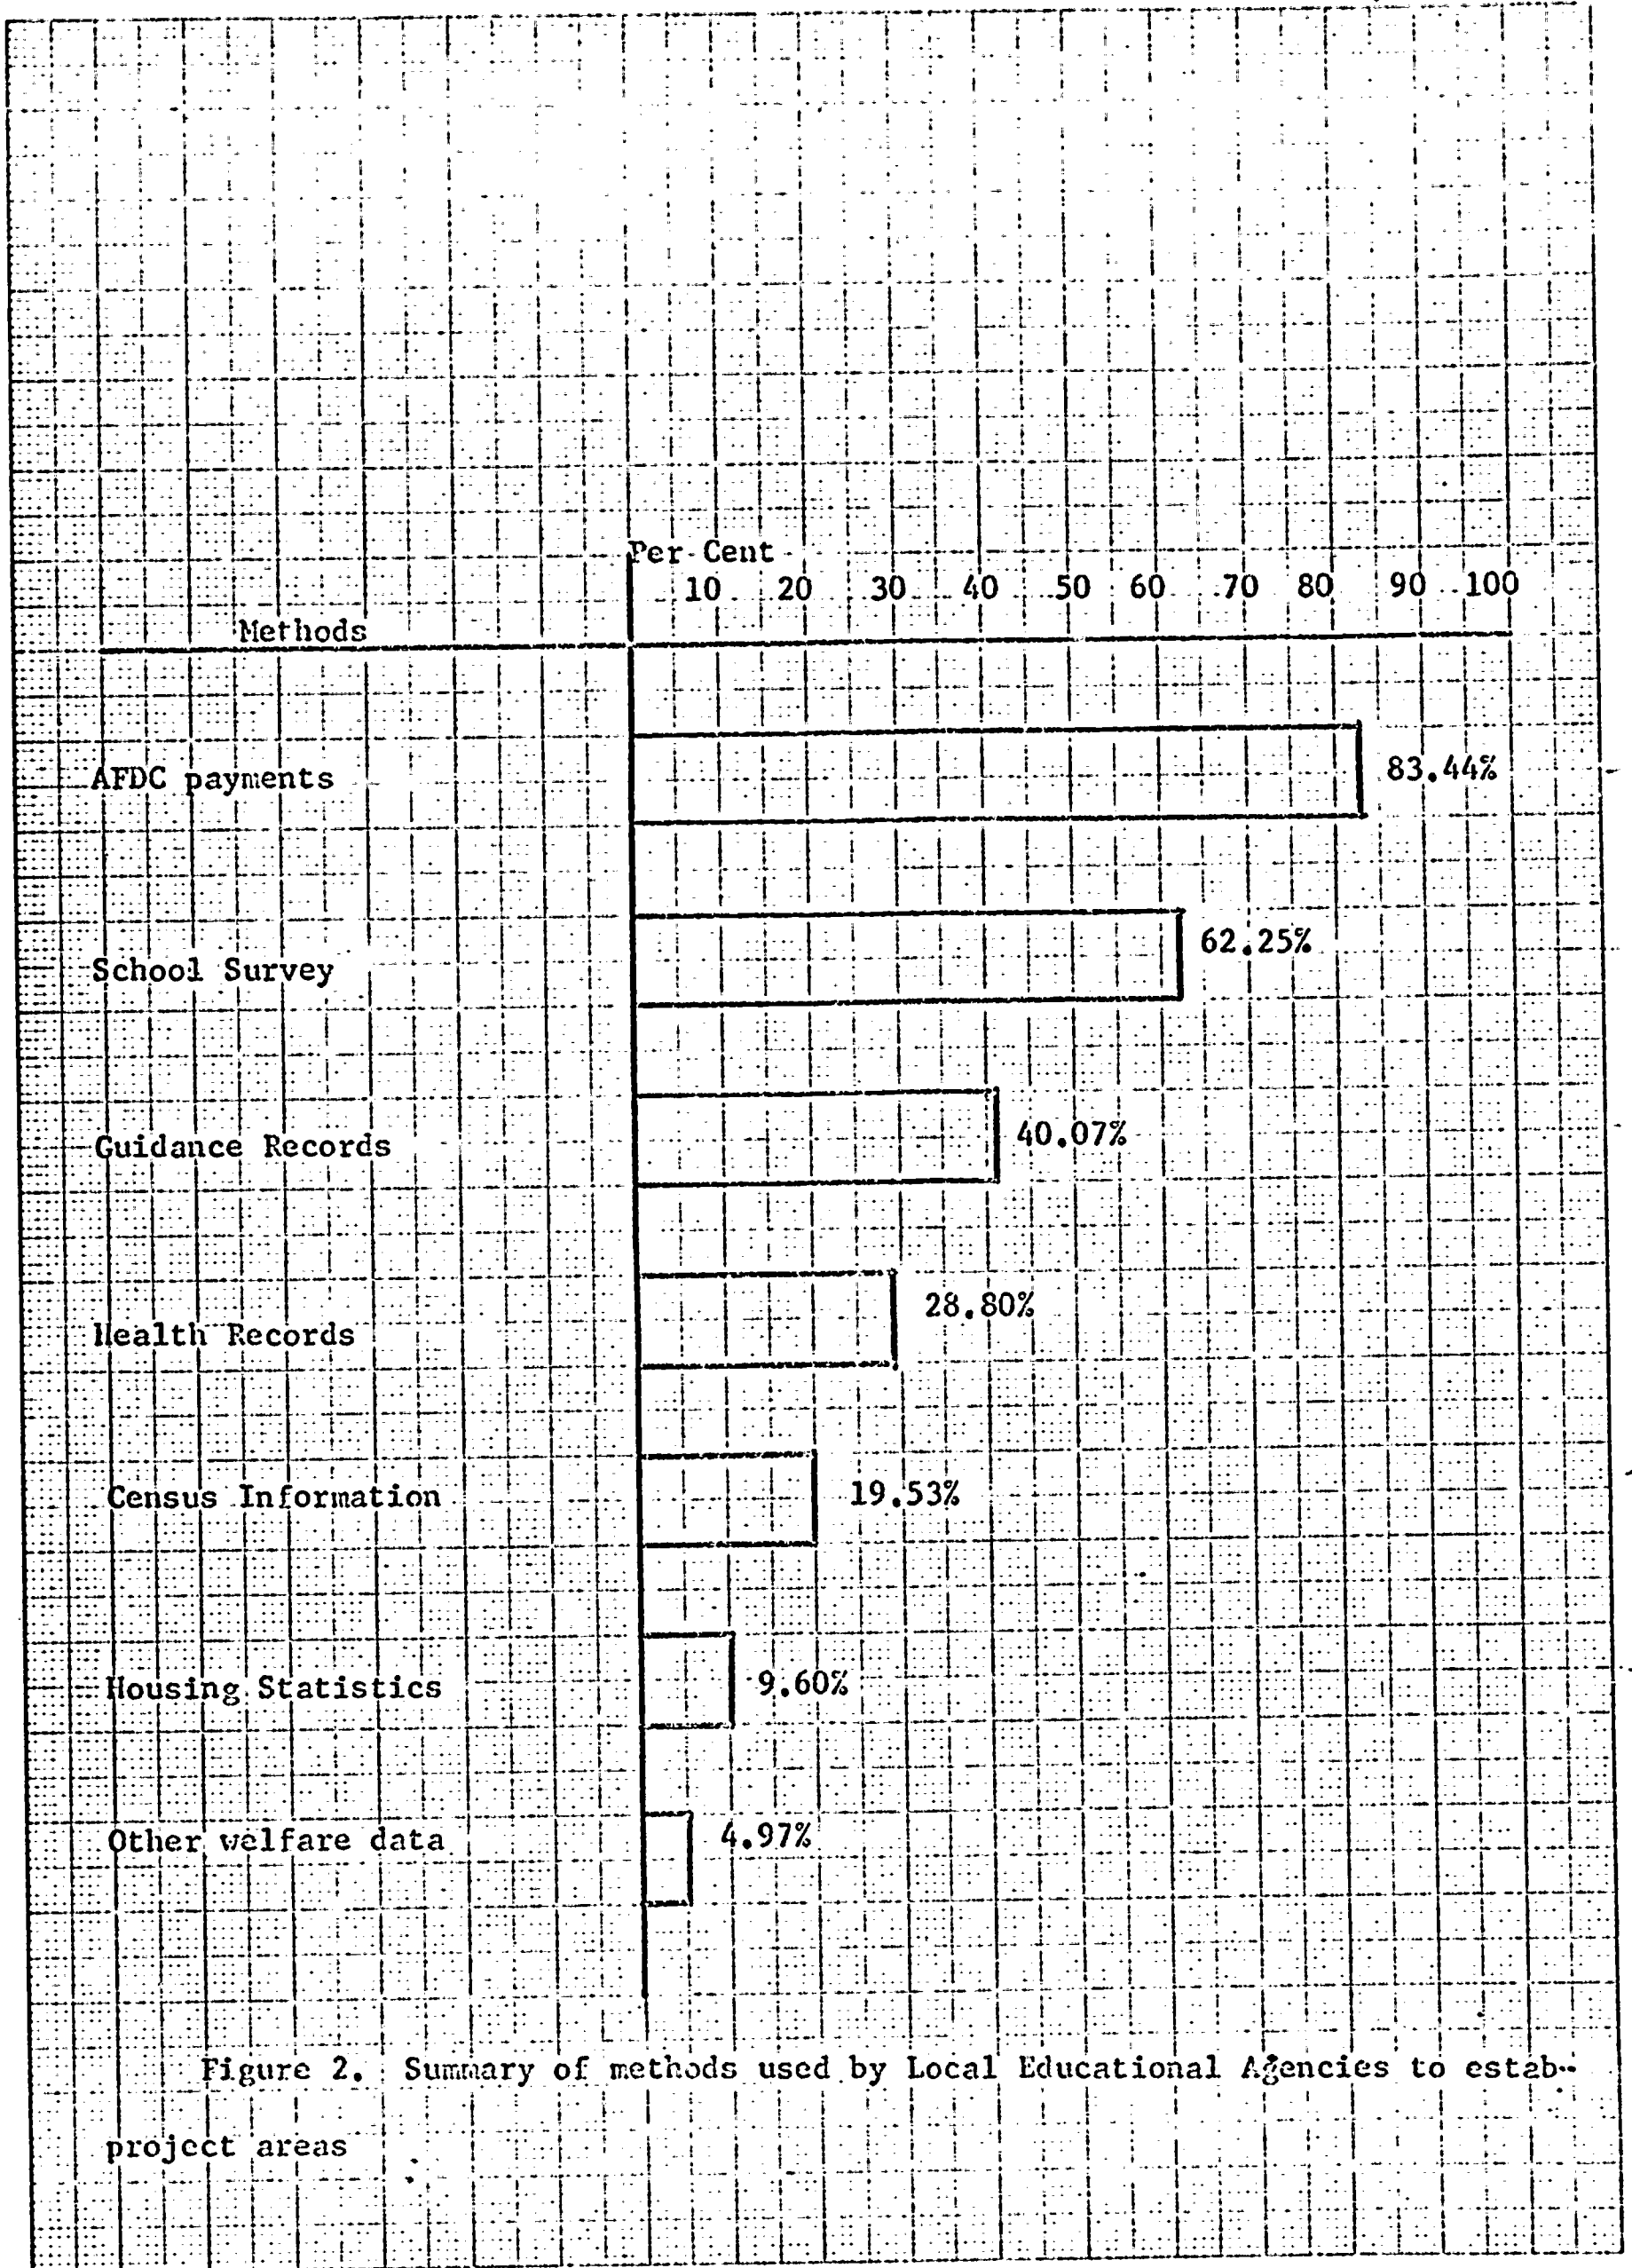 Per Cent
10 20 30 40 50 60 70 80 90 100
Methods
AFDC payments 83.44%
School Survey 62.25%
Guidance Records 40.07%
Health Records 28.80%
Census Information 19.53%
Housing Statistics 9.60%
Other welfare data 4.97%
Figure 2. Summary of methods used by Local Educational Agencies to estab-
project areas